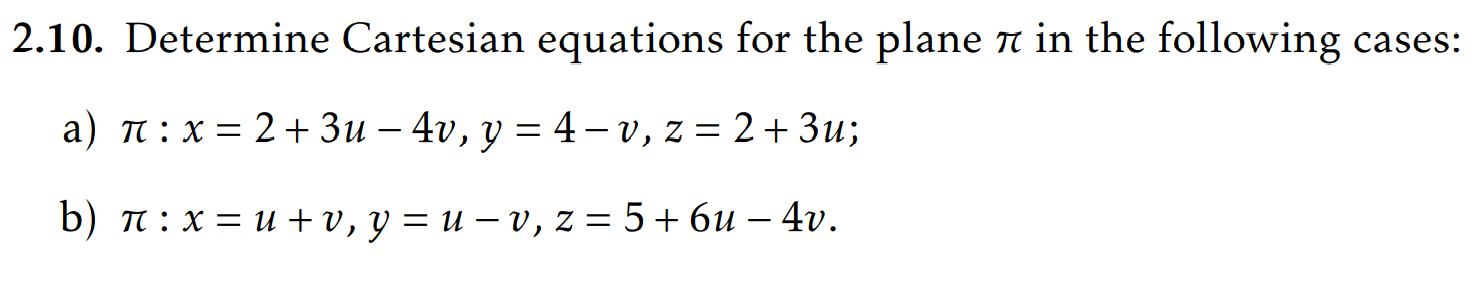 2.10. Determine Cartesian equations for the plane π in the following cases:
a) π : x = 2 + 3u − 4v, y = 4 − v, z = 2 + 3u;
b) π : x = u + v, y = u − v, z = 5 + 6u − 4v.